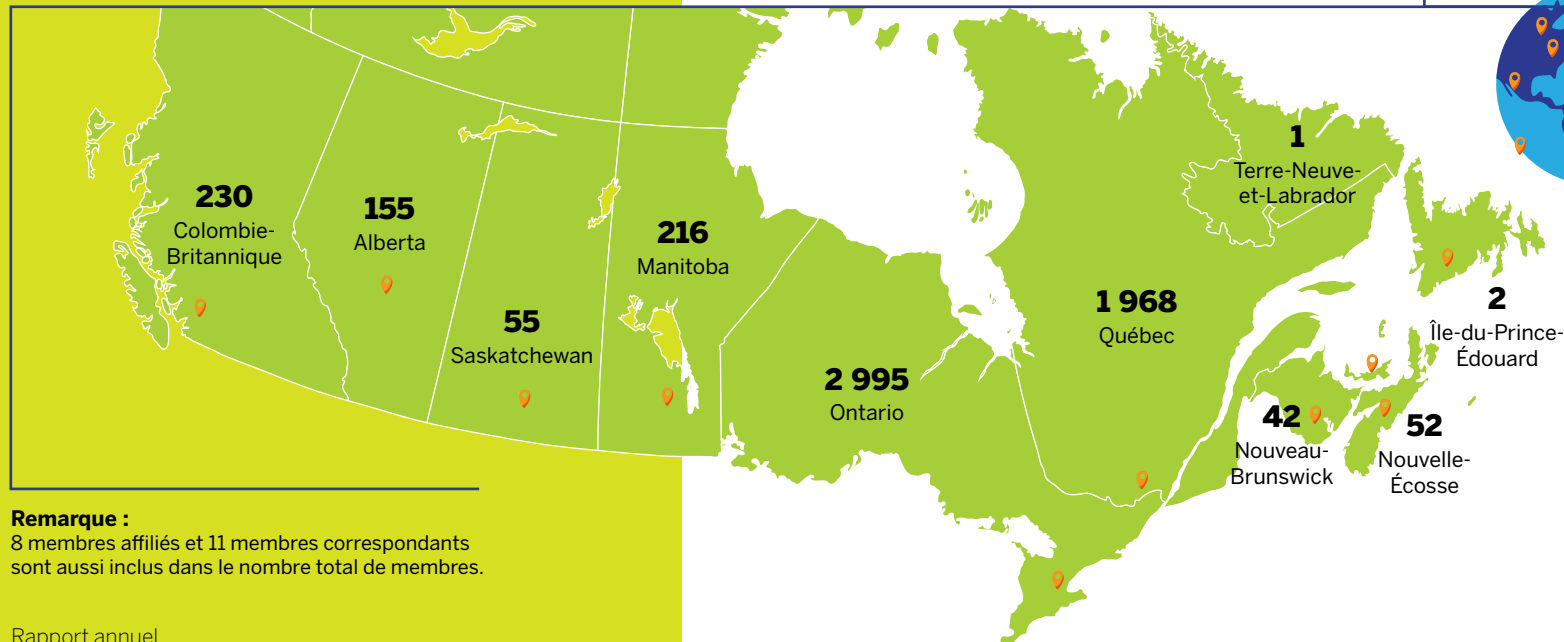 1
Terre-Neuve-
et-Labrador
230
Colombie-
Britannique
155
Alberta
216
Manitoba
55
Saskatchewan
2 995
Ontario
1 968
Québec
2
Île-du-Prince-
Édouard
42
Nouveau-
Brunswick
52
Nouvelle-
Écosse
Remarque :
8 membres affiliés et 11 membres correspondants
sont aussi inclus dans le nombre total de membres.
Rapport annuel